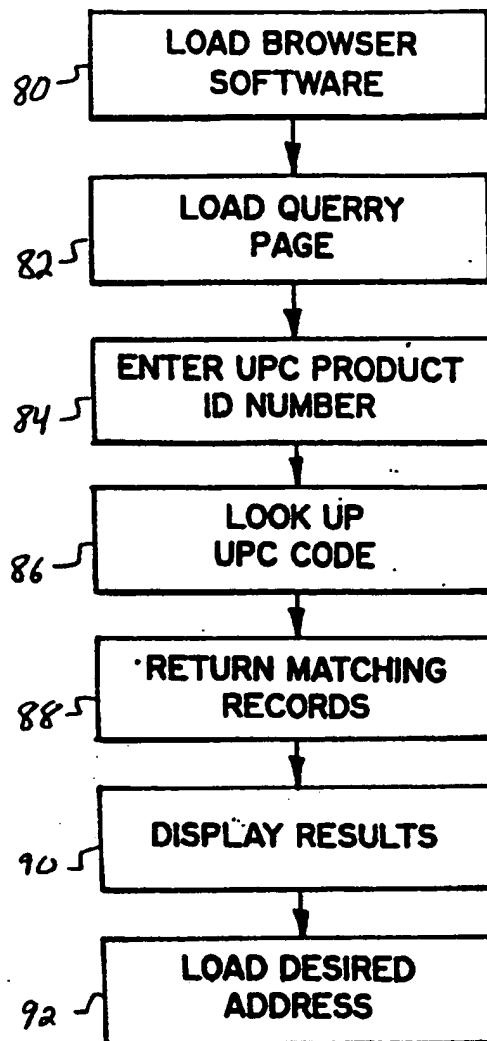 80
LOAD BROWSER
SOFTWARE
82
LOAD QUERRY
PAGE
84
ENTER UPC PRODUCT
ID NUMBER
86
LOOK UP
UPC CODE
88
RETURN MATCHING
RECORDS
90
DISPLAY RESULTS
92
LOAD DESIRED
ADDRESS